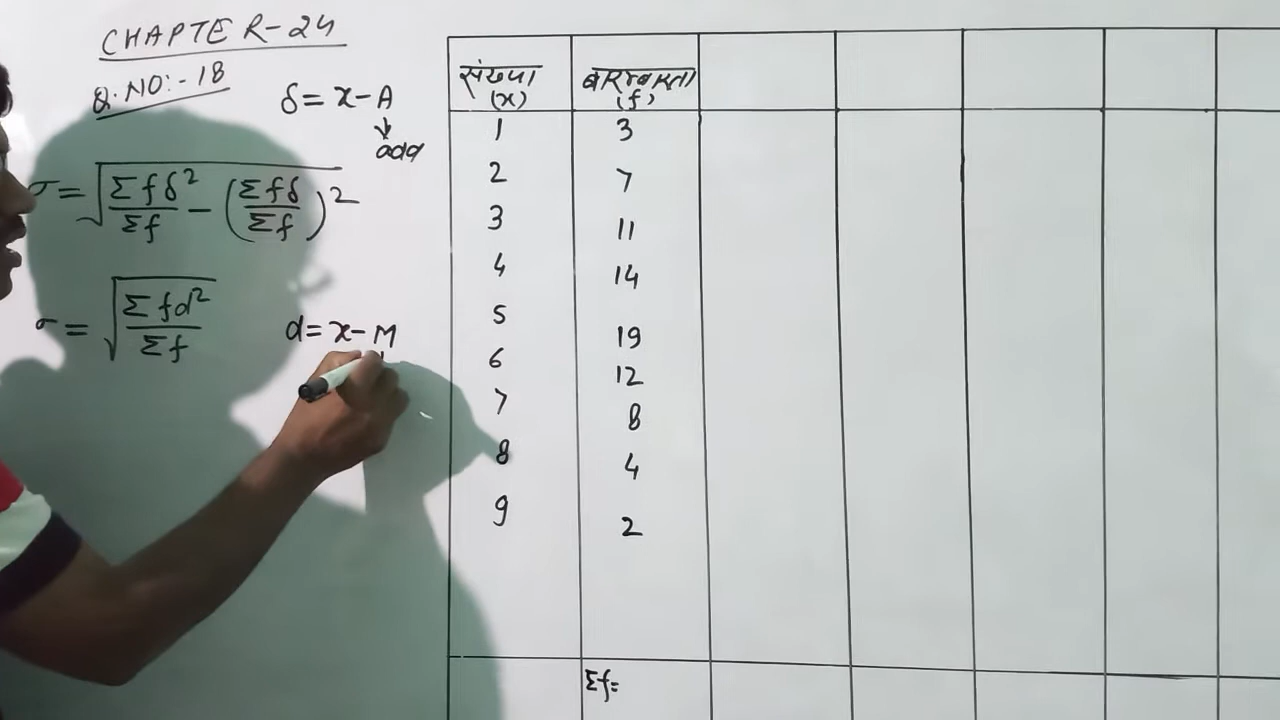 CHAPTER-24
Q.NO:-18
δ = x - A
add
σ = √(Σfδ²/Σf - (Σfδ/Σf)²)
σ = √(Σfd²/Σf)
d = x - M
संख्या (x) | बारम्बारता (f)
1 | 3
2 | 7
3 | 11
4 | 14
5 | 19
6 | 12
7 | 8
8 | 4
9 | 2
Σf=